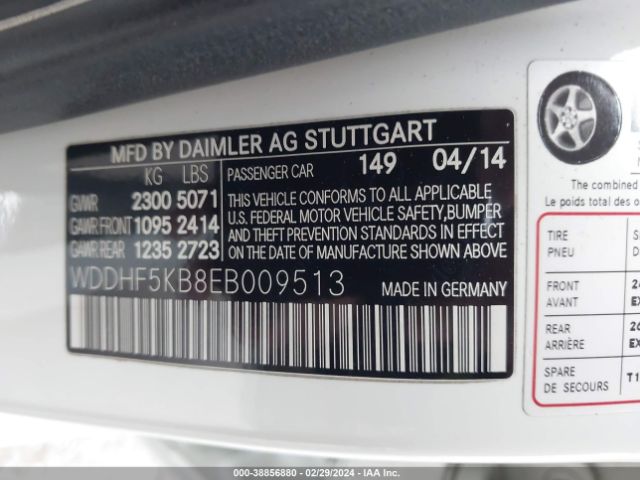 MFD BY DAIMLER AG STUTTGART
KG LBS
GVWR 2300 5071
GAWR FRONT 1095 2414
GAWR REAR 1235 2723
PASSENGER CAR 149 04/14
THIS VEHICLE CONFORMS TO ALL APPLICABLE
U.S. FEDERAL MOTOR VEHICLE SAFETY,BUMPER
AND THEFT PREVENTION STANDARDS IN EFFECT
ON THE DATE OF MANUFACTURE SHOWN ABOVE
WDDHF5KB8EB009513 MADE IN GERMANY
The combined
Le poids total des
TIRE
PNEU
FRONT
AVANT
REAR
ARRIÈRE
SPARE
DE SECOURS
000-38856880 - 02/29/2024 - IAAI.com